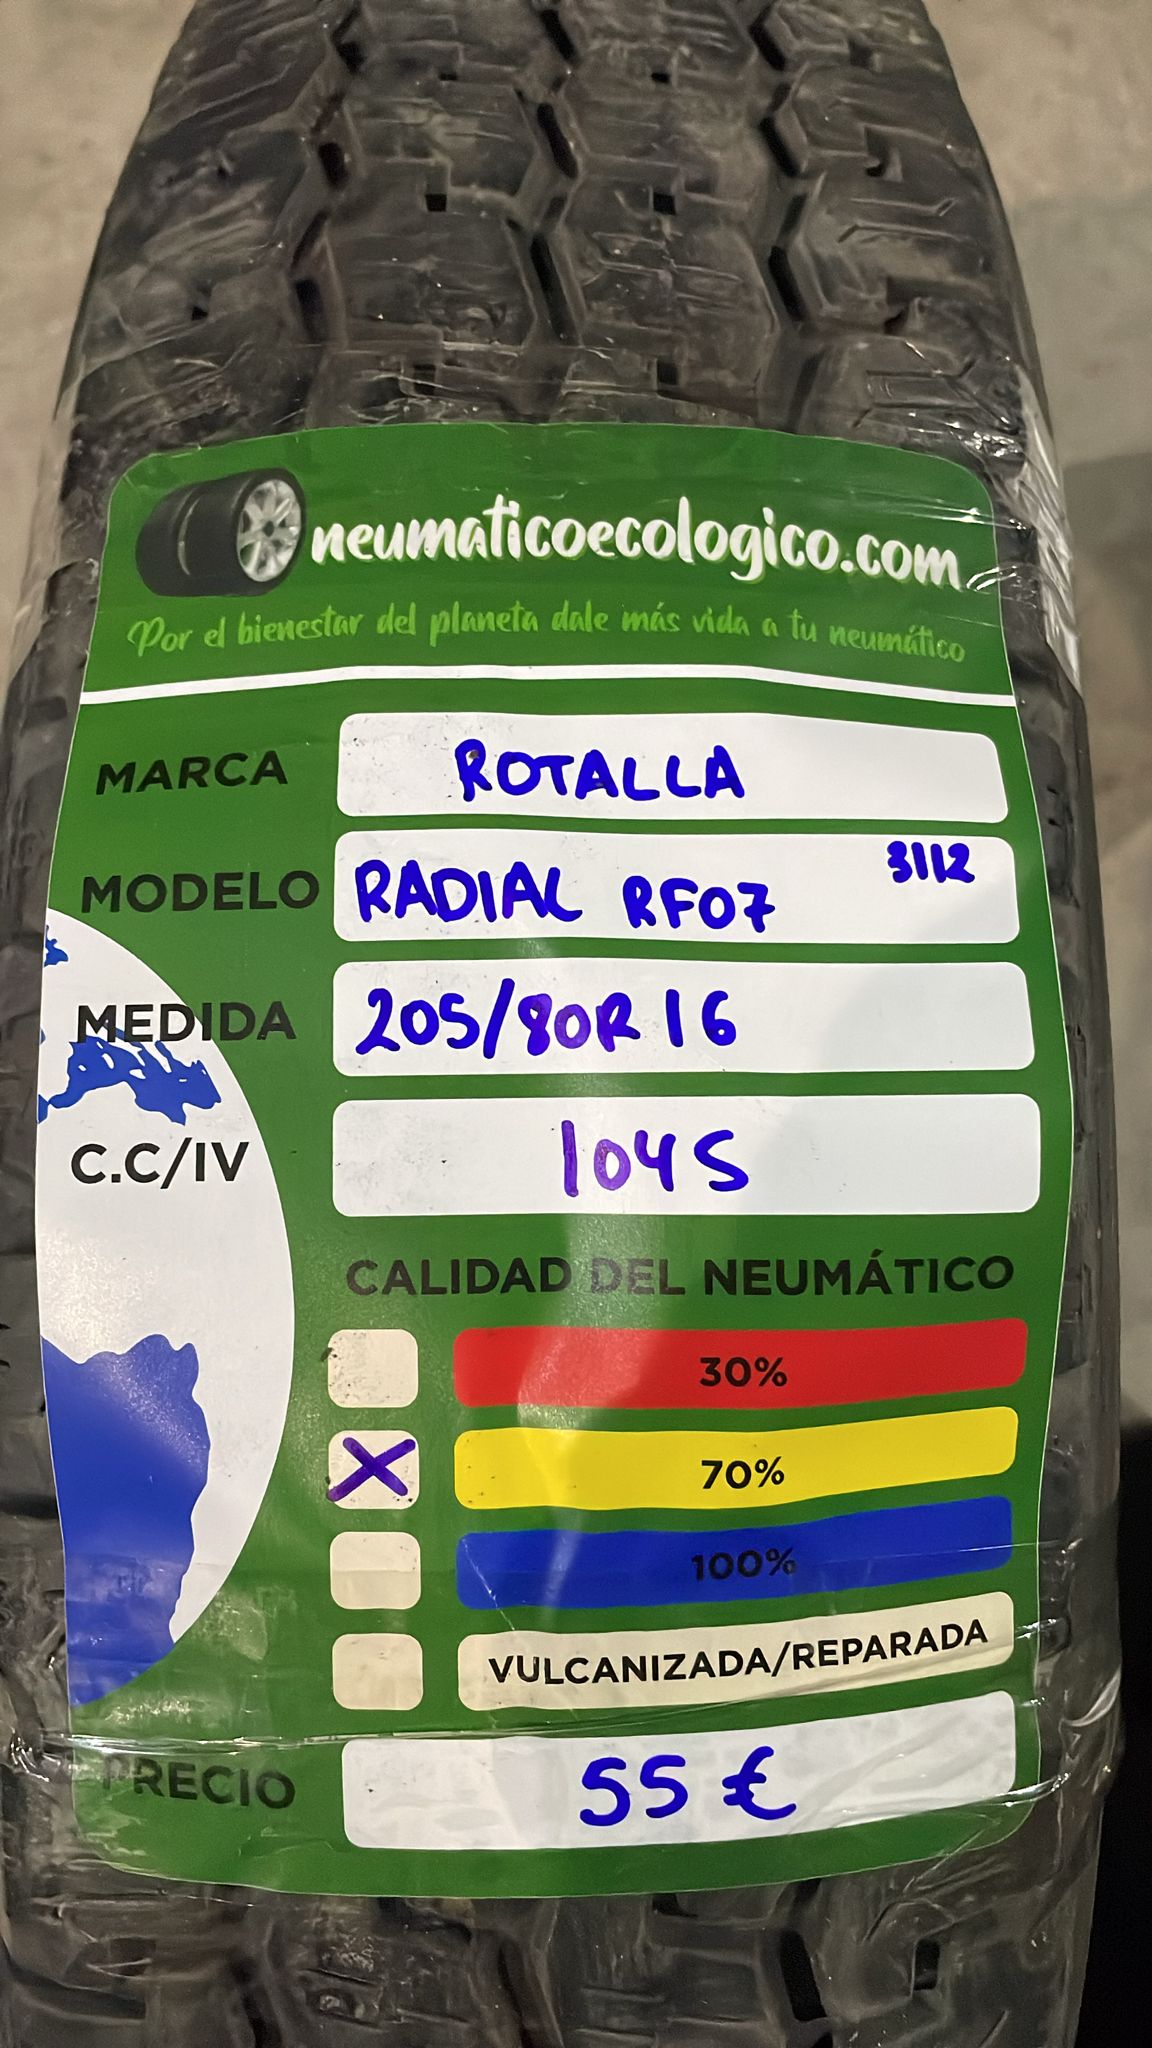 neumaticoecologico.com
Por el bienestar del planeta dale más vida a tu neumático
MARCA ROTALLA
MODELO RADIAL RF07 3112
MEDIDA 205/80R16
C.C/IV 104S
CALIDAD DEL NEUMÁTICO
30%
X 70%
100%
VULCANIZADA/REPARADA
PRECIO 55 €